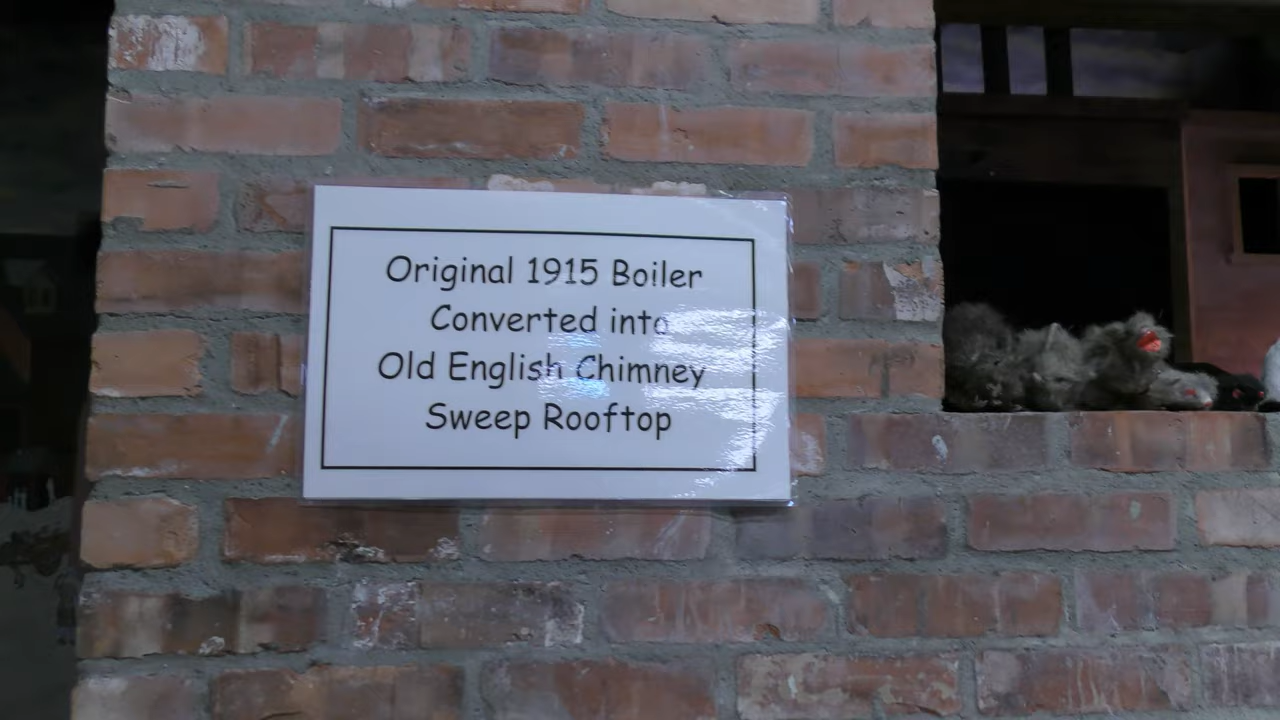 Original 1915 Boiler
Converted into
Old English Chimney
Sweep Rooftop